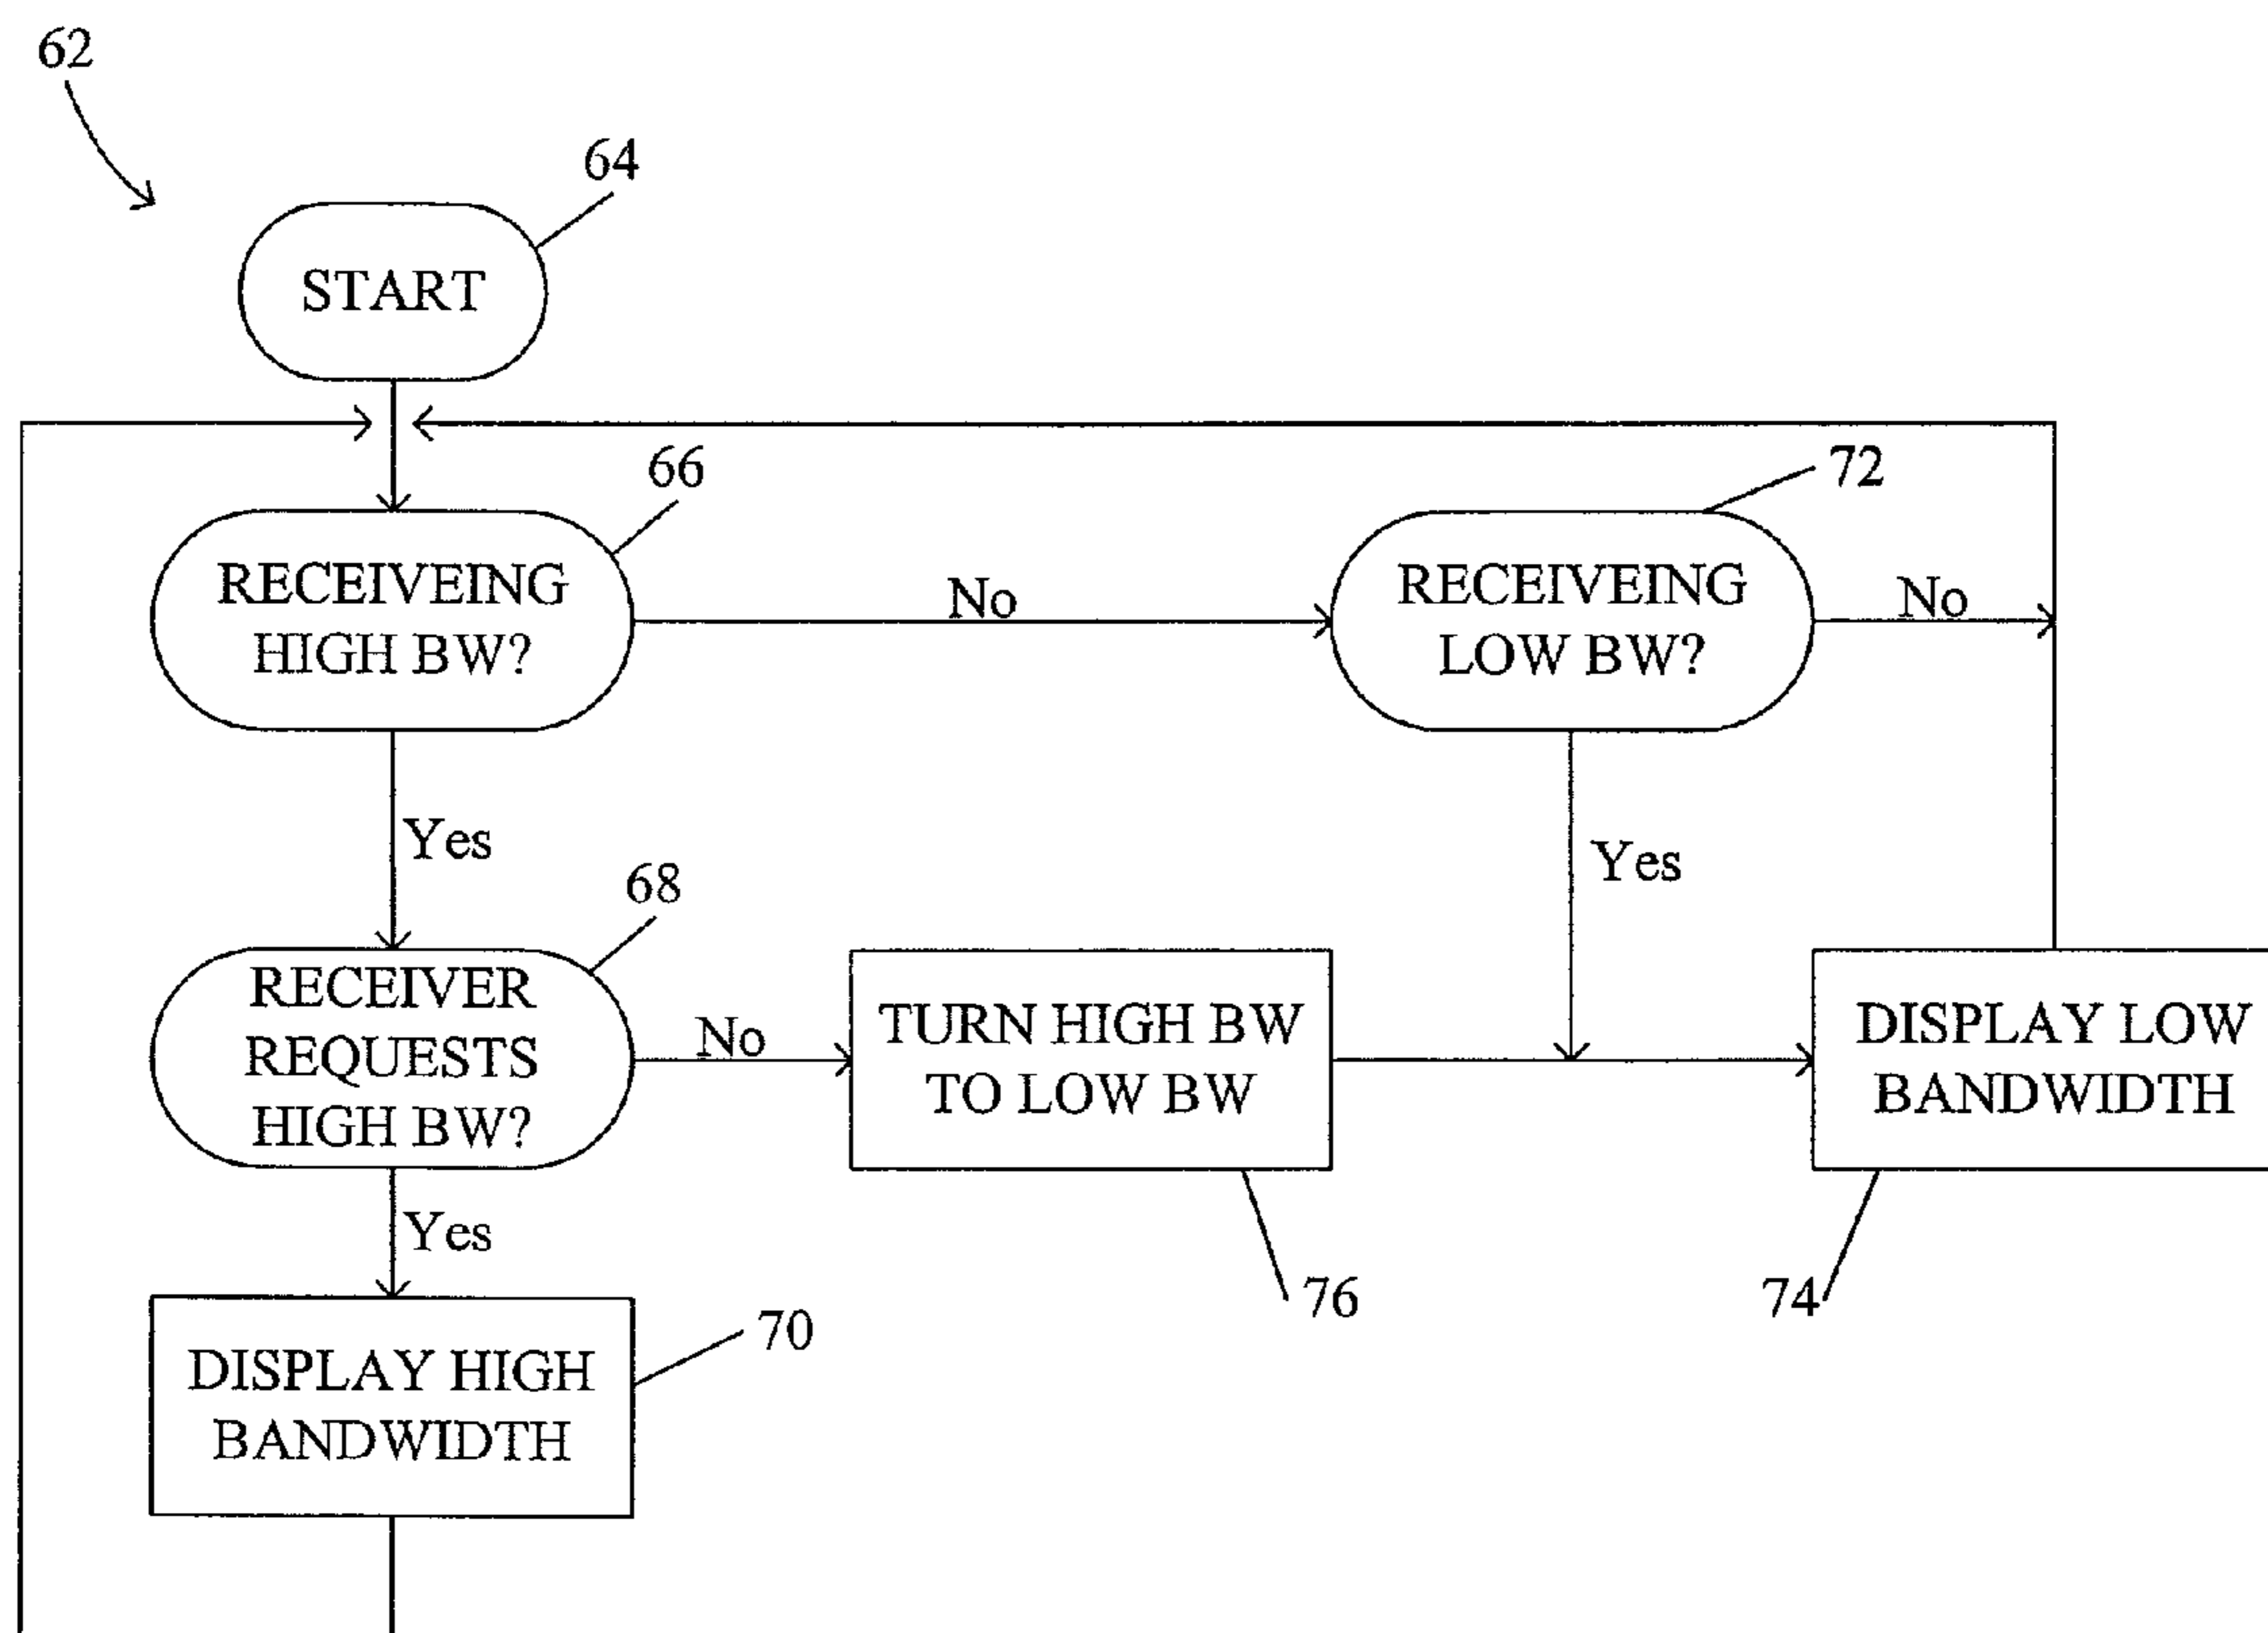 62
64
START
66
72
RECEIVEING
HIGH BW?
No
RECEIVEING
LOW BW?
No
Yes
Yes
68
RECEIVER
REQUESTS
HIGH BW?
No
TURN HIGH BW
TO LOW BW
DISPLAY LOW
BANDWIDTH
Yes
76
74
70
DISPLAY HIGH
BANDWIDTH